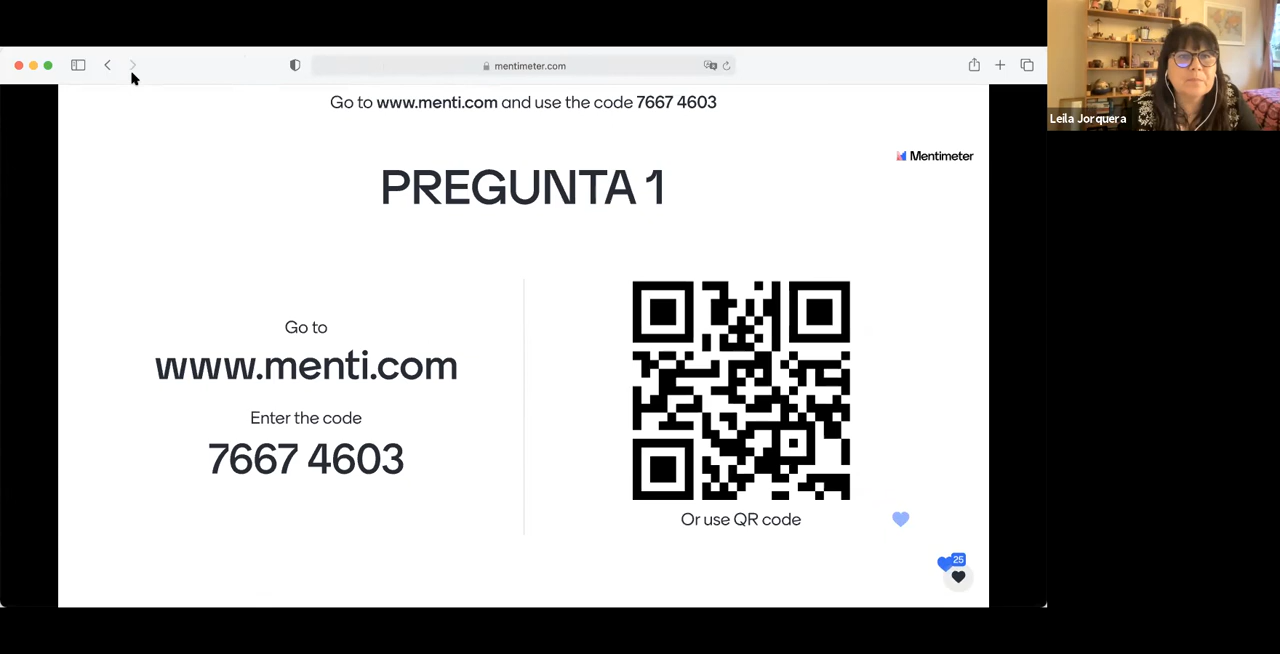 mentimeter.com
Go to www.menti.com and use the code 7667 4603
Mentimeter
PREGUNTA 1
Go to
www.menti.com
Enter the code
7667 4603
Or use QR code
25
Leila Jorquera